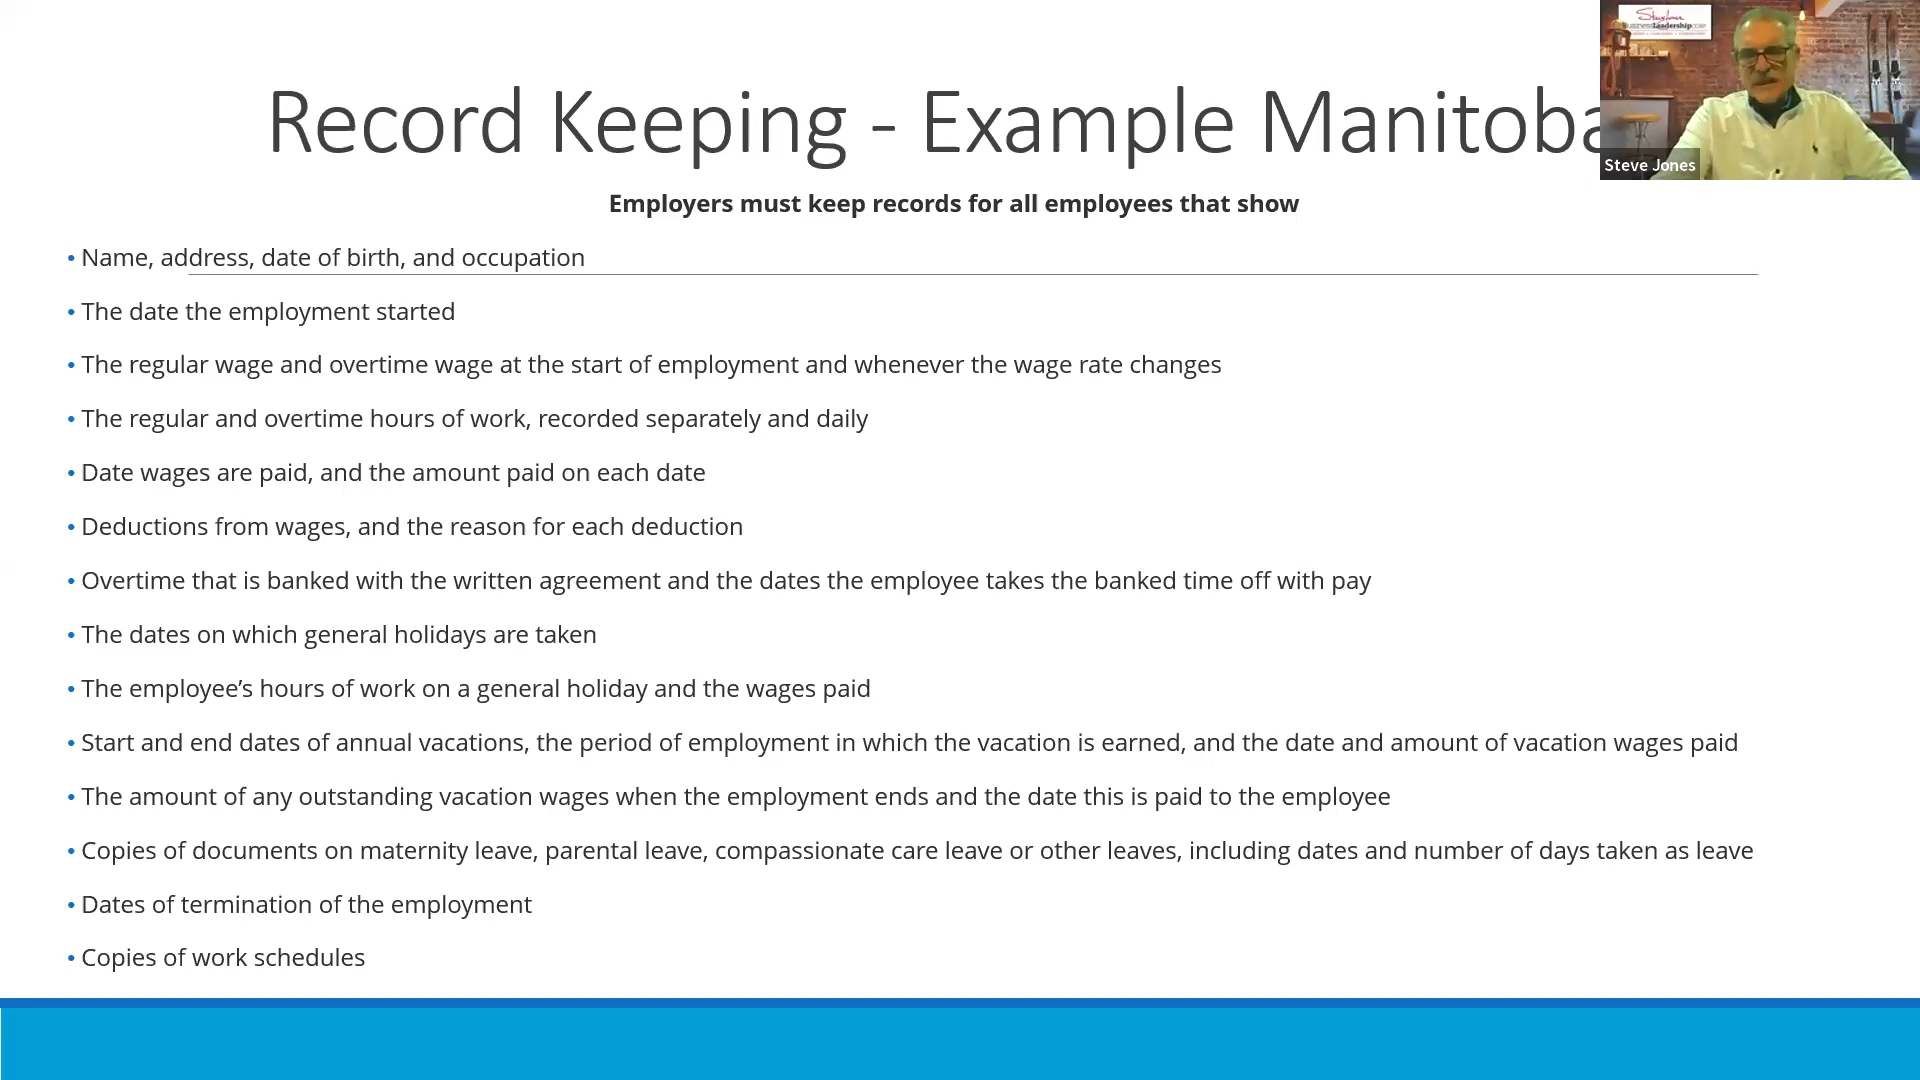 Record Keeping - Example Manitoba
Steve Jones
Employers must keep records for all employees that show
• Name, address, date of birth, and occupation
• The date the employment started
• The regular wage and overtime wage at the start of employment and whenever the wage rate changes
• The regular and overtime hours of work, recorded separately and daily
• Date wages are paid, and the amount paid on each date
• Deductions from wages, and the reason for each deduction
• Overtime that is banked with the written agreement and the dates the employee takes the banked time off with pay
• The dates on which general holidays are taken
• The employee’s hours of work on a general holiday and the wages paid
• Start and end dates of annual vacations, the period of employment in which the vacation is earned, and the date and amount of vacation wages paid
• The amount of any outstanding vacation wages when the employment ends and the date this is paid to the employee
• Copies of documents on maternity leave, parental leave, compassionate care leave or other leaves, including dates and number of days taken as leave
• Dates of termination of the employment
• Copies of work schedules